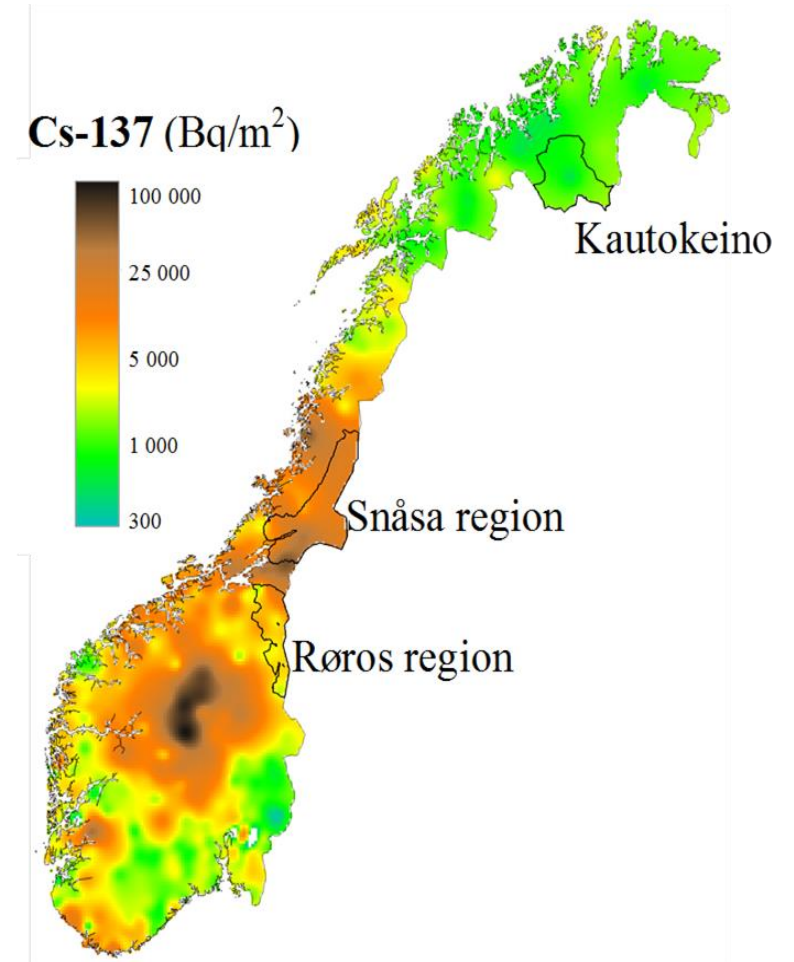 Cs-137 (Bq/m²)
100 000
25 000
5 000
1 000
300
Kautokeino
Snåsa region
Røros region